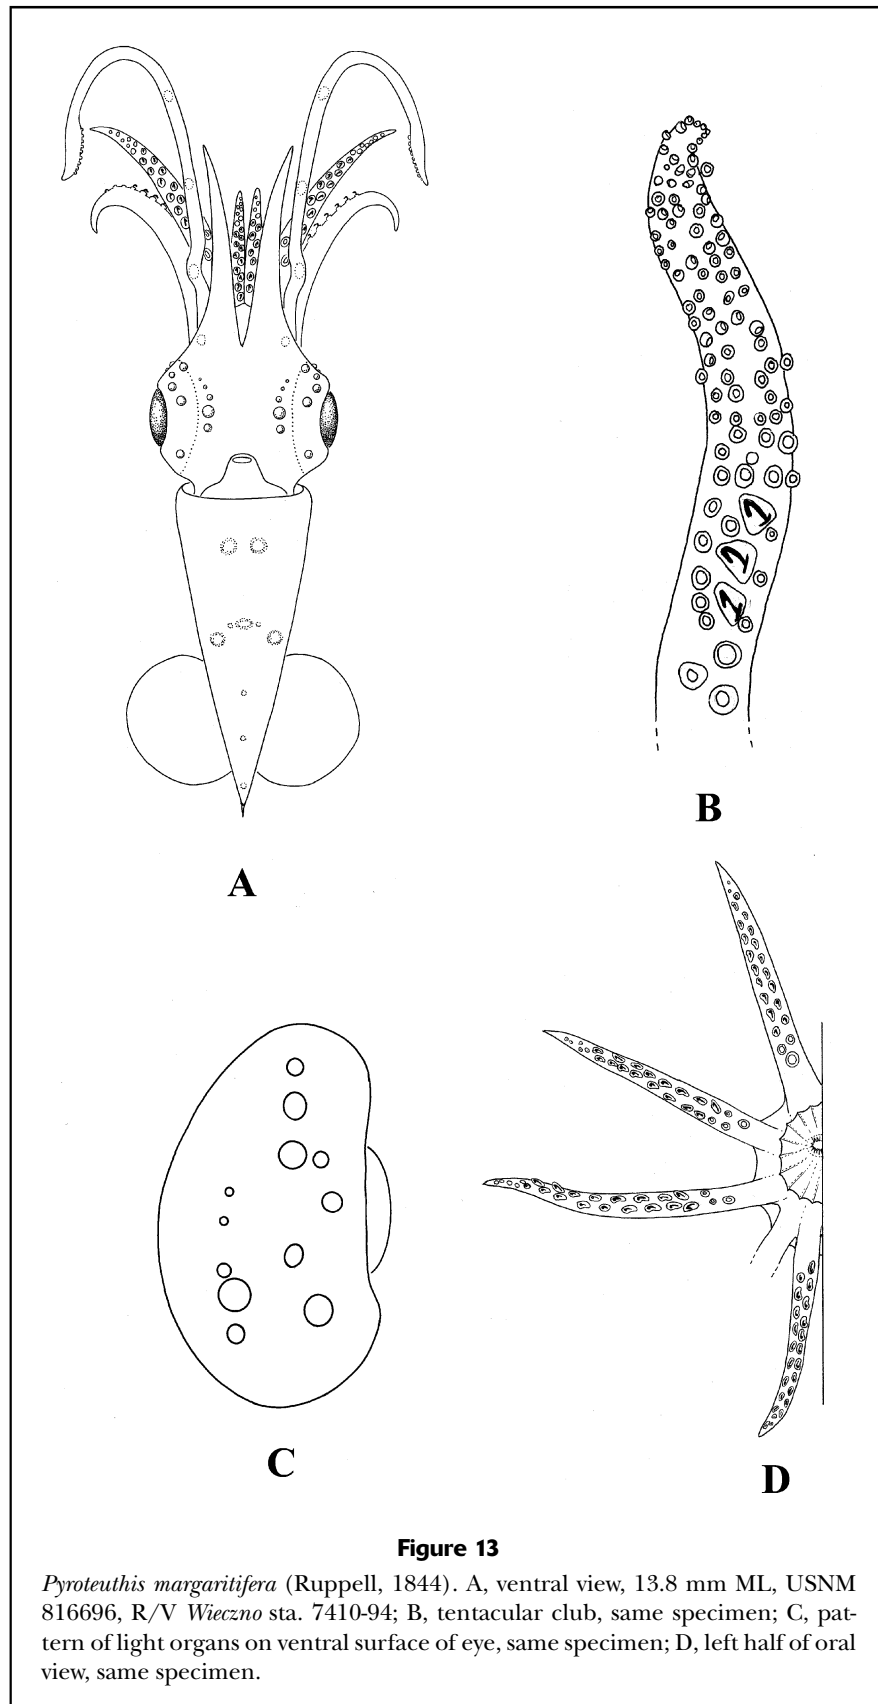 A
B
C
D
Figure 13
Pyroteuthis margaritifera (Ruppell, 1844). A, ventral view, 13.8 mm ML, USNM
816696, R/V Wieczno sta. 7410-94; B, tentacular club, same specimen; C, pat-
tern of light organs on ventral surface of eye, same specimen; D, left half of oral
view, same specimen.